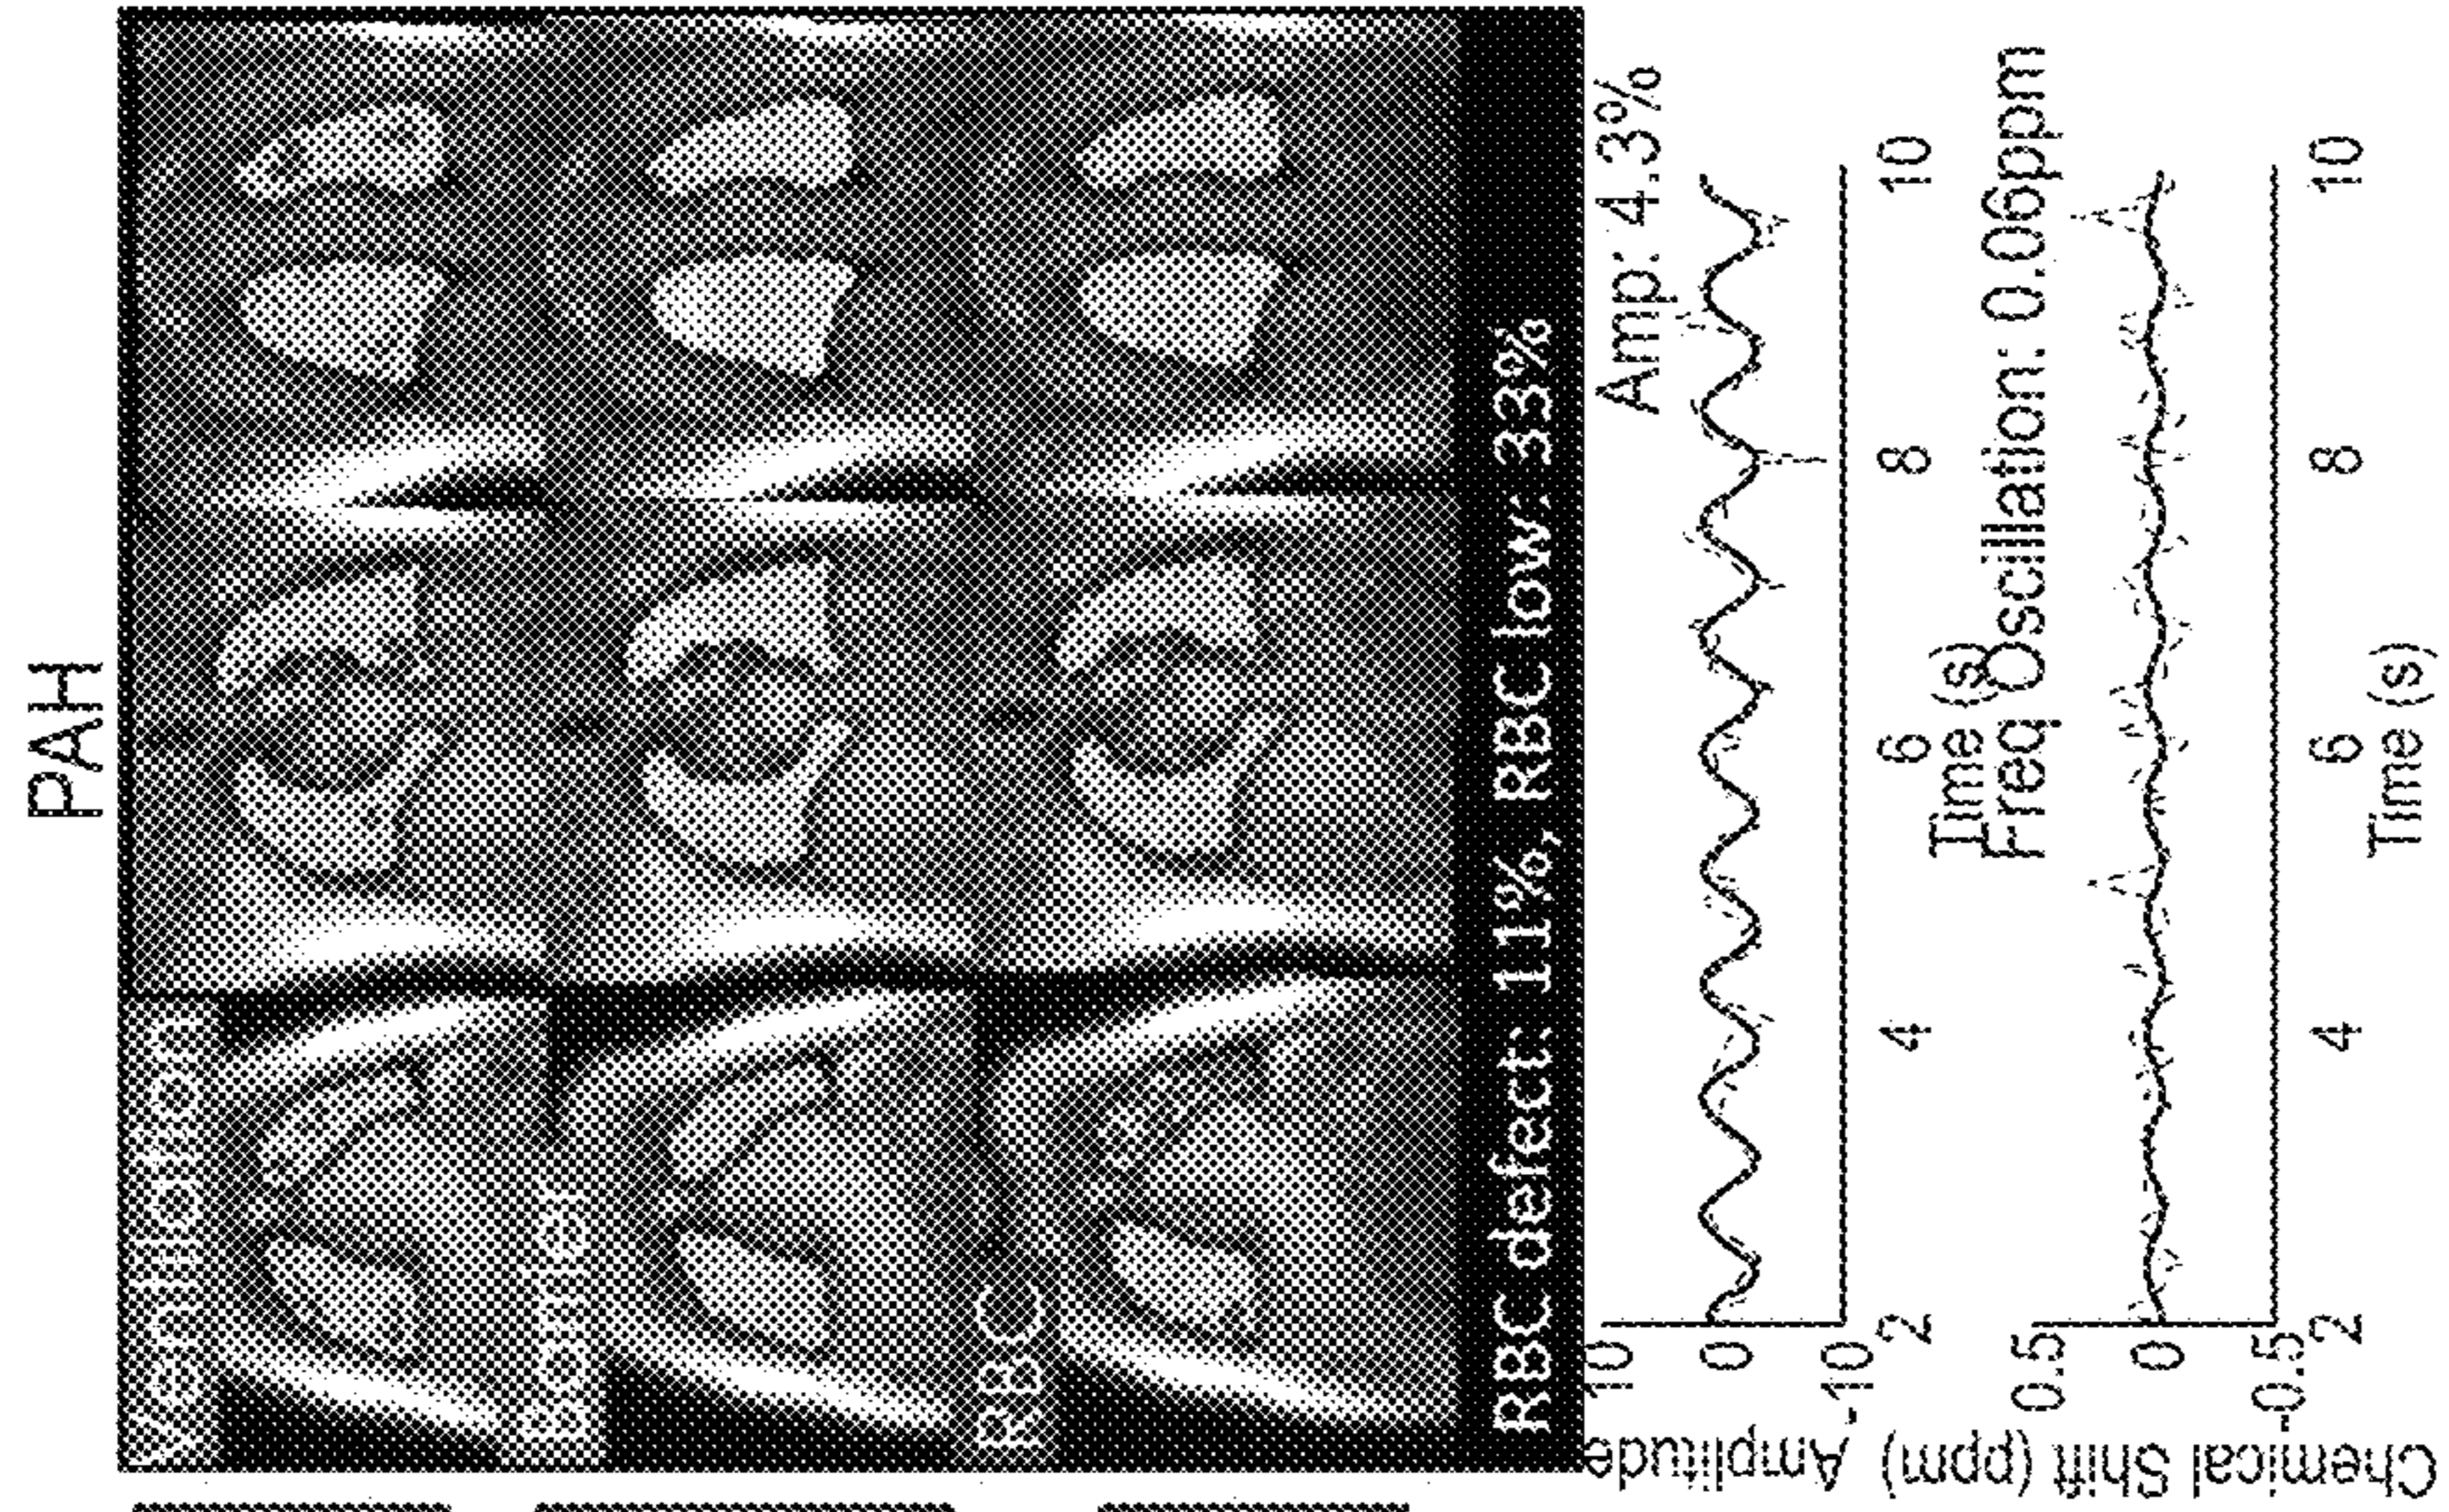 PAH
Ventilation
Barrier
RBC
RBC defect: 11%, RBC low: 33%
Amp: 4.3%
Amplitude
10
0
-10
2
4
6
8
10
Time (s)
Freq Oscillation: 0.06ppm
Chemical Shift (ppm)
0.5
0
-0.5
2
4
6
8
10
Time (s)